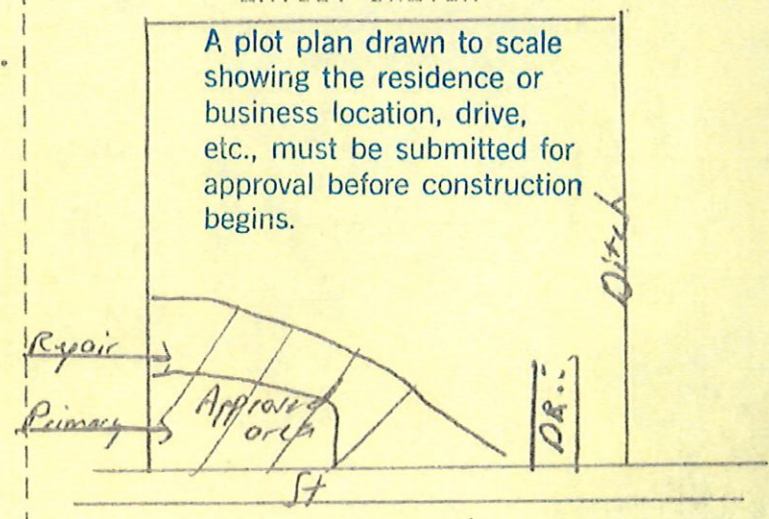 A plot plan drawn to scale
showing the residence or
business location, drive,
etc., must be submitted for
approval before construction
begins.
Ditch
Repair
Primary
Approved
area
DR...
St